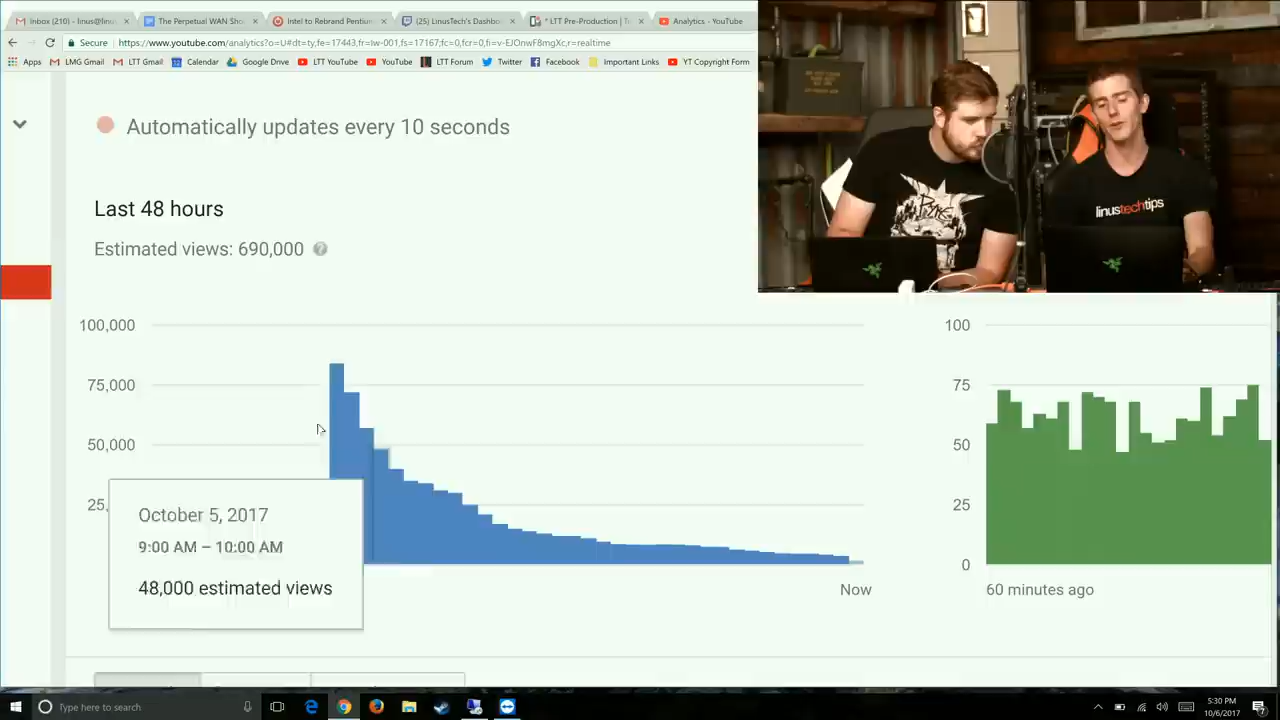 Inbox (210) - linus@linu
The Perpetual WAN Sho
Intel to Rebrand Pentium
(25) LinusTech's Dashbo
* LTT Pre-Production | T
Analytics - YouTube
Secure
https://www.youtube.com/analytics?o=U#dt=ty,fe=17443,fr=lw-001,fs=17167;fc=0,fcr=0,fi=v-EJOnwF8mgXc,r=realtime
Apps
LMG Gmail
LTT Gmail
Calendar
Google Drive
LTT YouTube
YouTube
LTT Forum
Twitter
Facebook
Important Links
YT Copyright Form
linustechtips
Automatically updates every 10 seconds
Last 48 hours
Estimated views: 690,000 ?
100,000
75,000
50,000
25,
October 5, 2017
9:00 AM – 10:00 AM
48,000 estimated views
Now
100
75
50
25
0
60 minutes ago
Type here to search
5:30 PM
10/6/2017